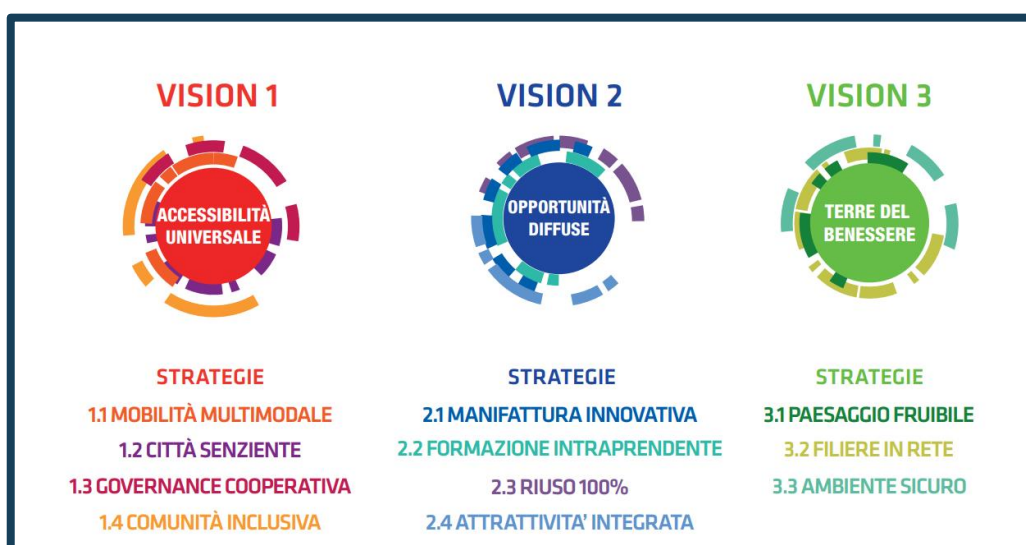 VISION 1
ACCESSIBILITÀ
UNIVERSALE
STRATEGIE
1.1 MOBILITÀ MULTIMODALE
1.2 CITTÀ SENZIENTE
1.3 GOVERNANCE COOPERATIVA
1.4 COMUNITÀ INCLUSIVA
VISION 2
OPPORTUNITÀ
DIFFUSE
STRATEGIE
2.1 MANIFATTURA INNOVATIVA
2.2 FORMAZIONE INTRAPRENDENTE
2.3 RIUSO 100%
2.4 ATTRATTIVITA' INTEGRATA
VISION 3
TERRE DEL
BENESSERE
STRATEGIE
3.1 PAESAGGIO FRUIBILE
3.2 FILIERE IN RETE
3.3 AMBIENTE SICURO